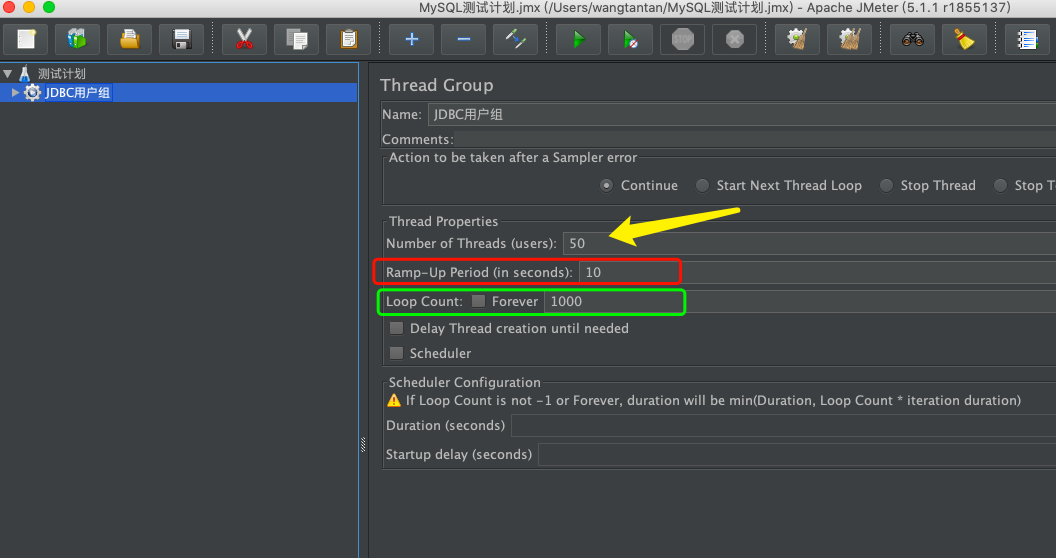 MySQL测试计划.jmx (/Users/wangtantan/MySQL测试计划.jmx) - Apache JMeter (5.1.1 r1855137)
STOP
测试计划
JDBC用户组
Thread Group
Name: JDBC用户组
Comments:
Action to be taken after a Sampler error
Continue Start Next Thread Loop Stop Thread Stop T
Thread Properties
Number of Threads (users): 50
Ramp-Up Period (in seconds): 10
Loop Count: Forever 1000
Delay Thread creation until needed
Scheduler
Scheduler Configuration
If Loop Count is not -1 or Forever, duration will be min(Duration, Loop Count * iteration duration)
Duration (seconds)
Startup delay (seconds)